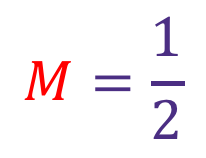 M = 1/2